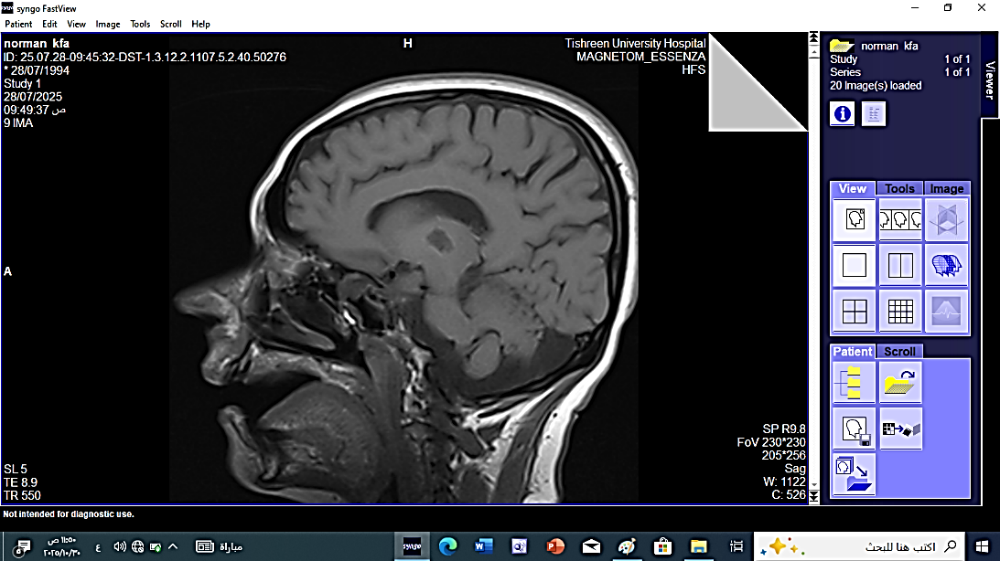 syngo FastView
Patient Edit View Image Tools Scroll Help
norman kfa
ID: 25.07.28-09:45:32-DST-1.3.12.2.1107.5.2.40.50276
* 28/07/1994
Study 1
28/07/2025
09:49:37 ص
9 IMA
H
Tishreen University Hospital
MAGNETOM_ESSENZA
HFS
A
SL 5
TE 8.9
TR 550
SP R9.8
FoV 230*230
205*256
Sag
W: 1122
C: 526
norman kfa
Study 1 of 1
Series 1 of 1
20 Image(s) loaded
Viewer
View Tools Image
Patient Scroll
Not intended for diagnostic use.
اكتب هنا للبحث
syngo
مباراة
ع
١١:٥٠ ص
٢٠٢٥/١٠/٣٠